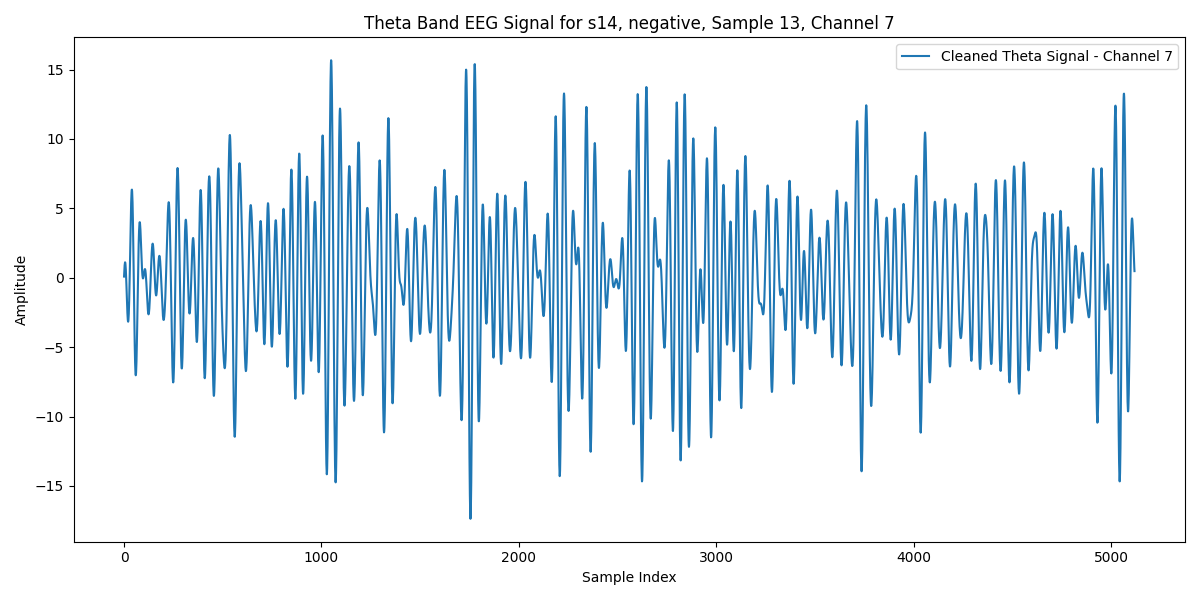 Theta Band EEG Signal for s14, negative, Sample 13, Channel 7
Cleaned Theta Signal - Channel 7
Amplitude
15
10
5
0
−5
−10
−15
0 1000 2000 3000 4000 5000
Sample Index